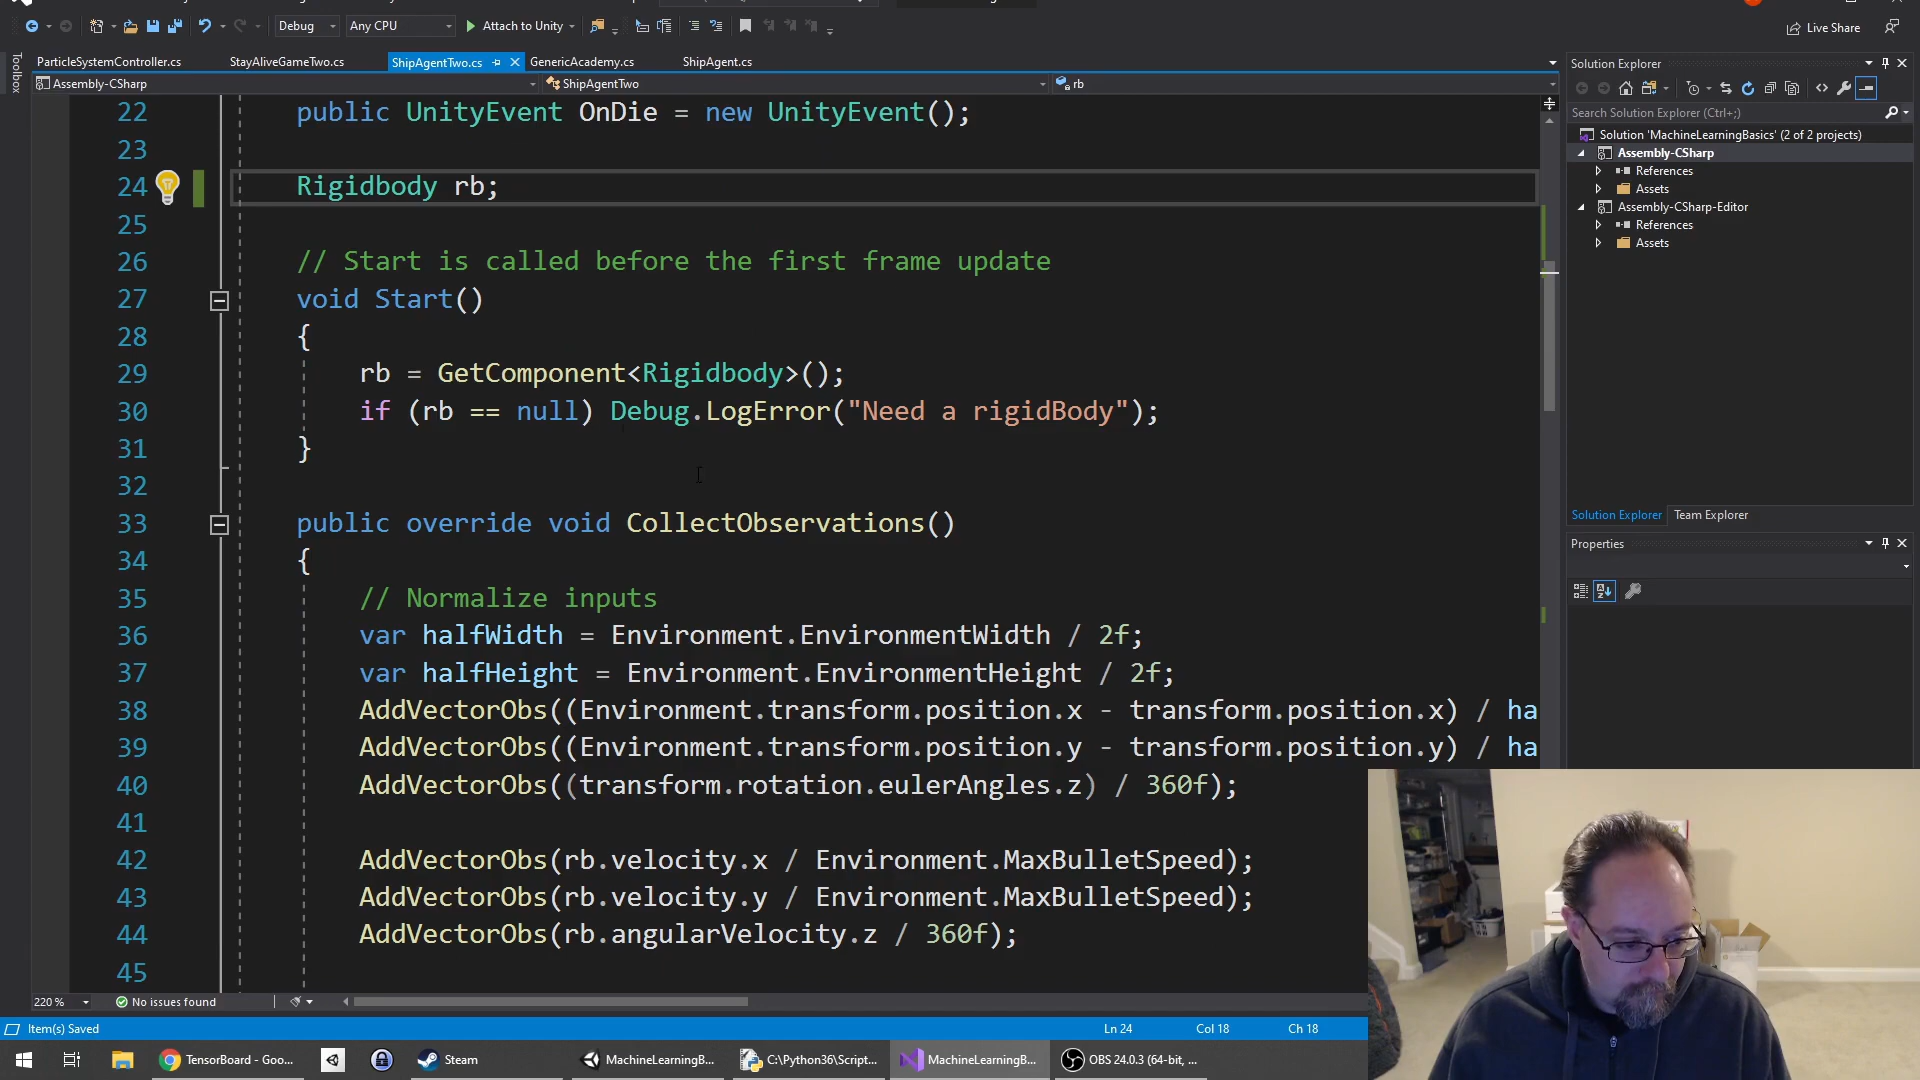 Debug
Any CPU
Attach to Unity
Live Share
Toolbox
ParticleSystemController.cs
StayAliveGameTwo.cs
ShipAgentTwo.cs
GenericAcademy.cs
ShipAgent.cs
Assembly-CSharp
ShipAgentTwo
rb
22 public UnityEvent OnDie = new UnityEvent();
23
24 Rigidbody rb;
25
26 // Start is called before the first frame update
27 void Start()
28 {
29 rb = GetComponent<Rigidbody>();
30 if (rb == null) Debug.LogError("Need a rigidBody");
31 }
32
33 public override void CollectObservations()
34 {
35 // Normalize inputs
36 var halfWidth = Environment.EnvironmentWidth / 2f;
37 var halfHeight = Environment.EnvironmentHeight / 2f;
38 AddVectorObs((Environment.transform.position.x - transform.position.x) / ha
39 AddVectorObs((Environment.transform.position.y - transform.position.y) / ha
40 AddVectorObs((transform.rotation.eulerAngles.z) / 360f);
41
42 AddVectorObs(rb.velocity.x / Environment.MaxBulletSpeed);
43 AddVectorObs(rb.velocity.y / Environment.MaxBulletSpeed);
44 AddVectorObs(rb.angularVelocity.z / 360f);
45
220 %
No issues found
Solution Explorer
Search Solution Explorer (Ctrl+;)
Solution 'MachineLearningBasics' (2 of 2 projects)
Assembly-CSharp
References
Assets
Assembly-CSharp-Editor
References
Assets
Solution Explorer
Team Explorer
Properties
Item(s) Saved
Ln 24
Col 18
Ch 18
TensorBoard - Goo...
Steam
MachineLearningB...
C:\Python36\Script...
MachineLearningB...
OBS 24.0.3 (64-bit, ...